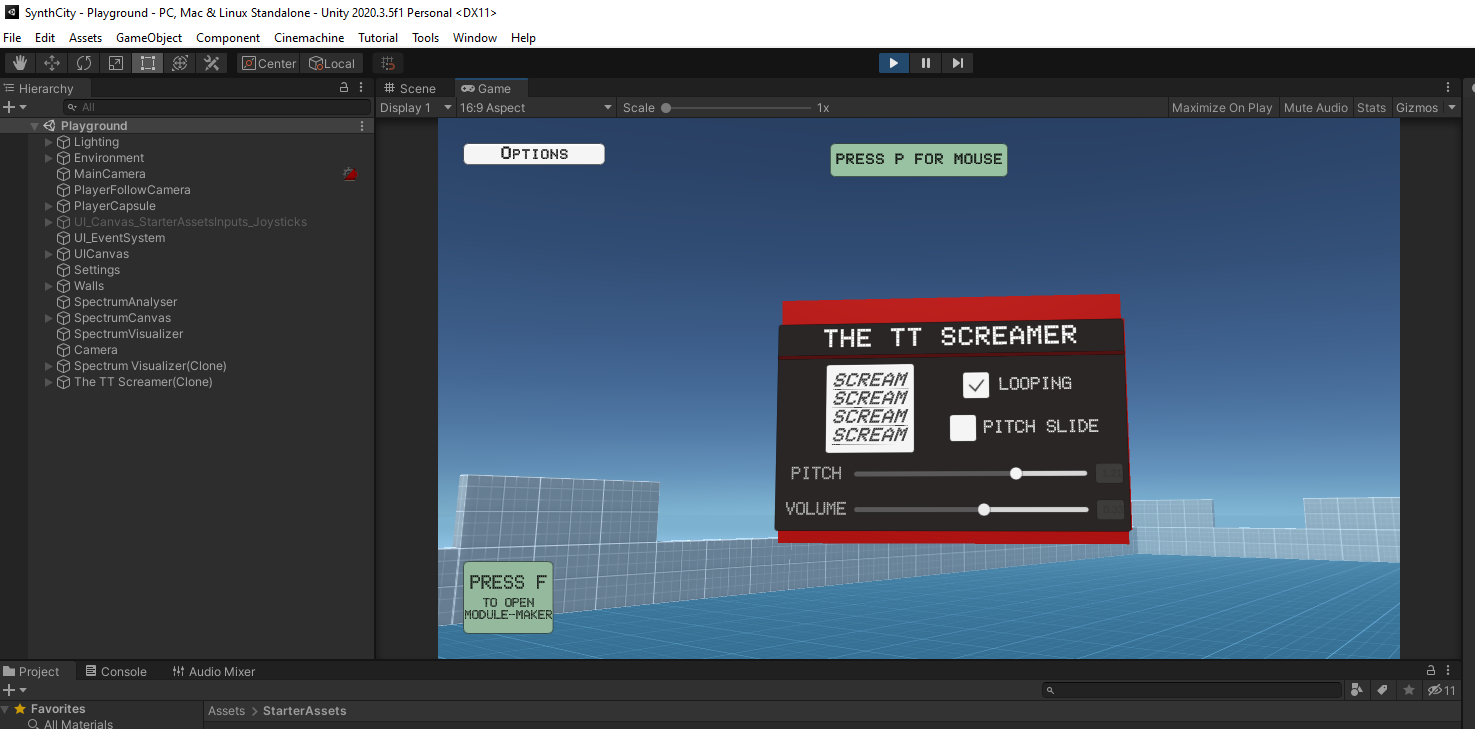 SynthCity - Playground - PC, Mac & Linux Standalone - Unity 2020.3.5f1 Personal <DX11>
File Edit Assets GameObject Component Cinemachine Tutorial Tools Window Help
Center Local
Hierarchy
Scene Game
All
Display 1 16:9 Aspect Scale 1x Maximize On Play Mute Audio Stats Gizmos
Playground
Lighting
Environment
MainCamera
PlayerFollowCamera
PlayerCapsule
UI_Canvas_StarterAssetsInputs_Joysticks
UI_EventSystem
UICanvas
Settings
Walls
SpectrumAnalyser
SpectrumCanvas
SpectrumVisualizer
Camera
Spectrum Visualizer(Clone)
The TT Screamer(Clone)
Options
PRESS P FOR MOUSE
THE TT SCREAMER
SCREAM
SCREAM
SCREAM
SCREAM
LOOPING
PITCH SLIDE
PITCH
VOLUME
PRESS F
TO OPEN
MODULE-MAKER
Project Console Audio Mixer
11
Favorites
All Materials
Assets > StarterAssets